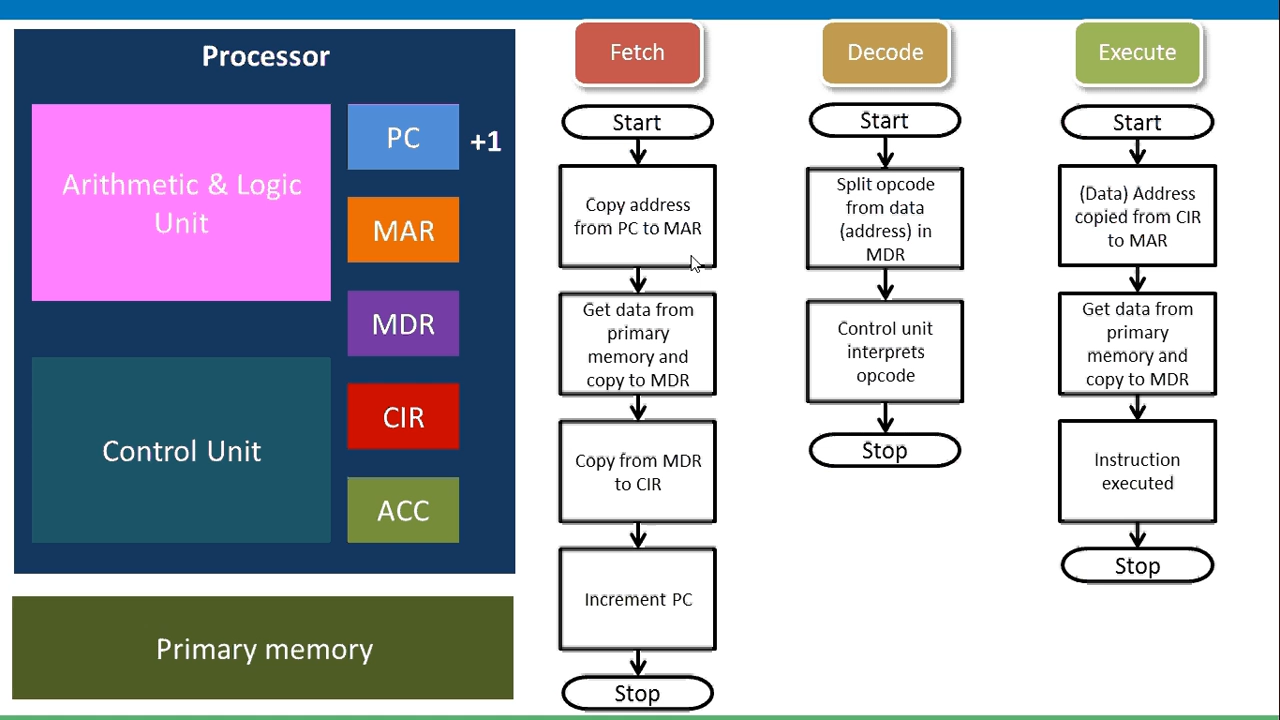 Processor
Arithmetic & Logic
Unit
PC
+1
MAR
MDR
CIR
ACC
Control Unit
Primary memory
Fetch
Start
Copy address
from PC to MAR
Get data from
primary
memory and
copy to MDR
Copy from MDR
to CIR
Increment PC
Stop
Decode
Start
Split opcode
from data
(address) in
MDR
Control unit
interprets
opcode
Stop
Execute
Start
(Data) Address
copied from CIR
to MAR
Get data from
primary
memory and
copy to MDR
Instruction
executed
Stop